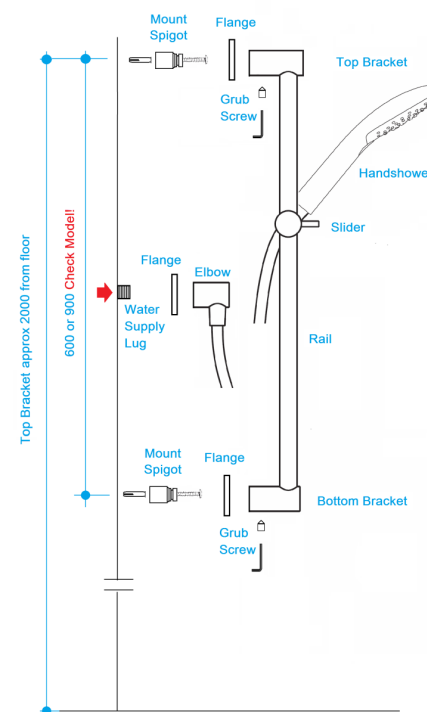 Mount
Spigot
Flange
Top Bracket
Grub
Screw
Handshowe
Slider
Flange
Elbow
Water
Supply
Lug
Rail
Mount
Spigot
Flange
Bottom Bracket
Grub
Screw
600 or 900 Check Model!
Top Bracket approx 2000 from floor